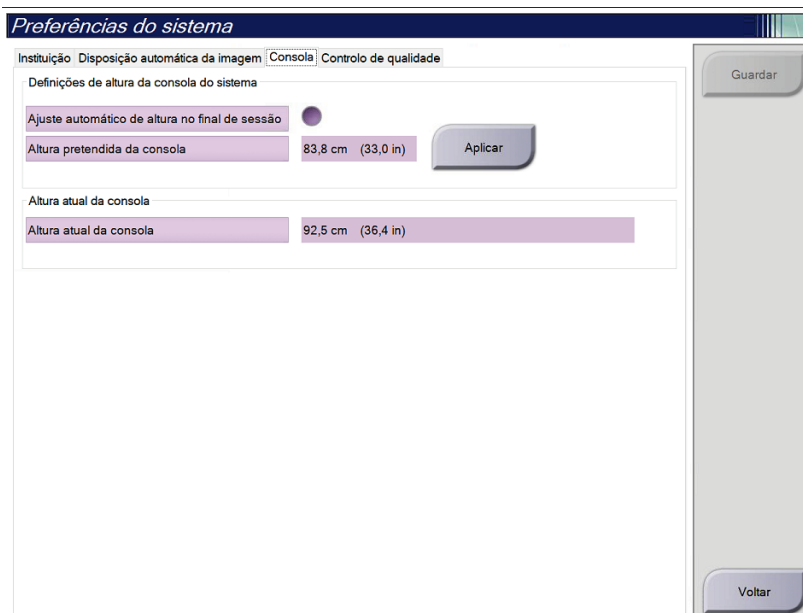 Preferências do sistema
Instituição Disposição automática da imagem Consola Controlo de qualidade
Guardar
Definições de altura da consola do sistema
Ajuste automático de altura no final de sessão
Altura pretendida da consola 83,8 cm (33,0 in) Aplicar
Altura atual da consola
Altura atual da consola 92,5 cm (36,4 in)
Voltar